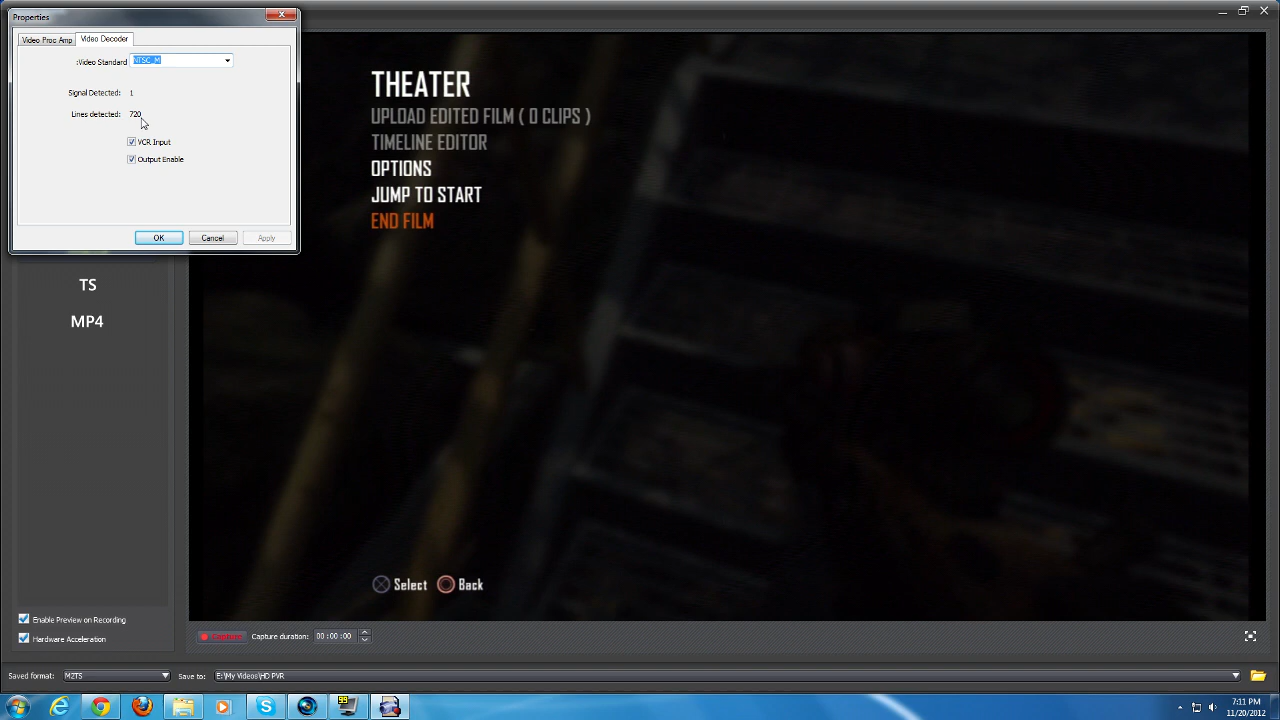 Properties
Video Proc Amp
Video Decoder
:Video Standard
NTSC_M
Signal Detected: 1
Lines detected: 720
VCR Input
Output Enable
OK
Cancel
Apply
THEATER
UPLOAD EDITED FILM ( 0 CLIPS )
TIMELINE EDITOR
OPTIONS
JUMP TO START
END FILM
TS
MP4
Select
Back
Enable Preview on Recording
Hardware Acceleration
Capture
Capture duration: 00:00:00
Saved format: M2TS
Save to: E:\My Videos\HD PVR
99
7:11 PM
11/20/2012